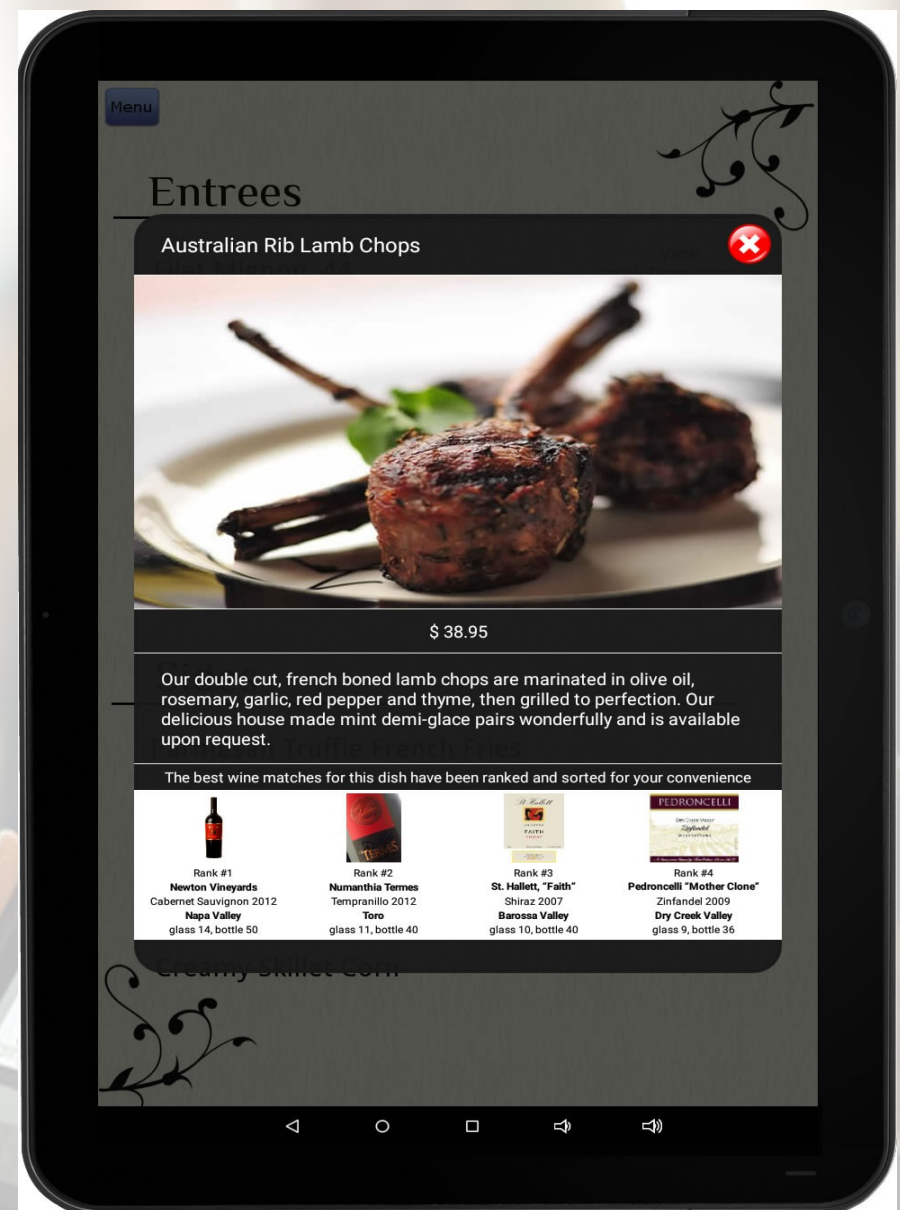 Menu
Entrees
Australian Rib Lamb Chops
$ 38.95
Our double cut, french boned lamb chops are marinated in olive oil,
rosemary, garlic, red pepper and thyme, then grilled to perfection. Our
delicious house made mint demi-glace pairs wonderfully and is available
upon request.
Truffle French Fries
The best wine matches for this dish have been ranked and sorted for your convenience
TERMES
St Hallett
FAITH
PEDRONCELLI
Zinfandel
Rank #1
Newton Vineyards
Cabernet Sauvignon 2012
Napa Valley
glass 14, bottle 50
Rank #2
Numanthia Termes
Tempranillo 2012
Toro
glass 11, bottle 40
Rank #3
St. Hallett, "Faith"
Shiraz 2007
Barossa Valley
glass 10, bottle 40
Rank #4
Pedroncelli "Mother Clone"
Zinfandel 2009
Dry Creek Valley
glass 9, bottle 36
Creamy Skillet Corn